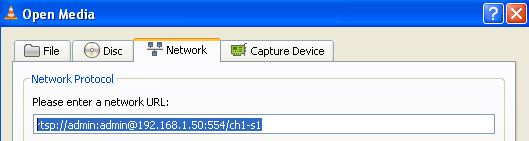 Open Media
File Disc Network Capture Device
Network Protocol
Please enter a network URL:
rtsp://admin:admin@192.168.1.50:554/ch1-s1